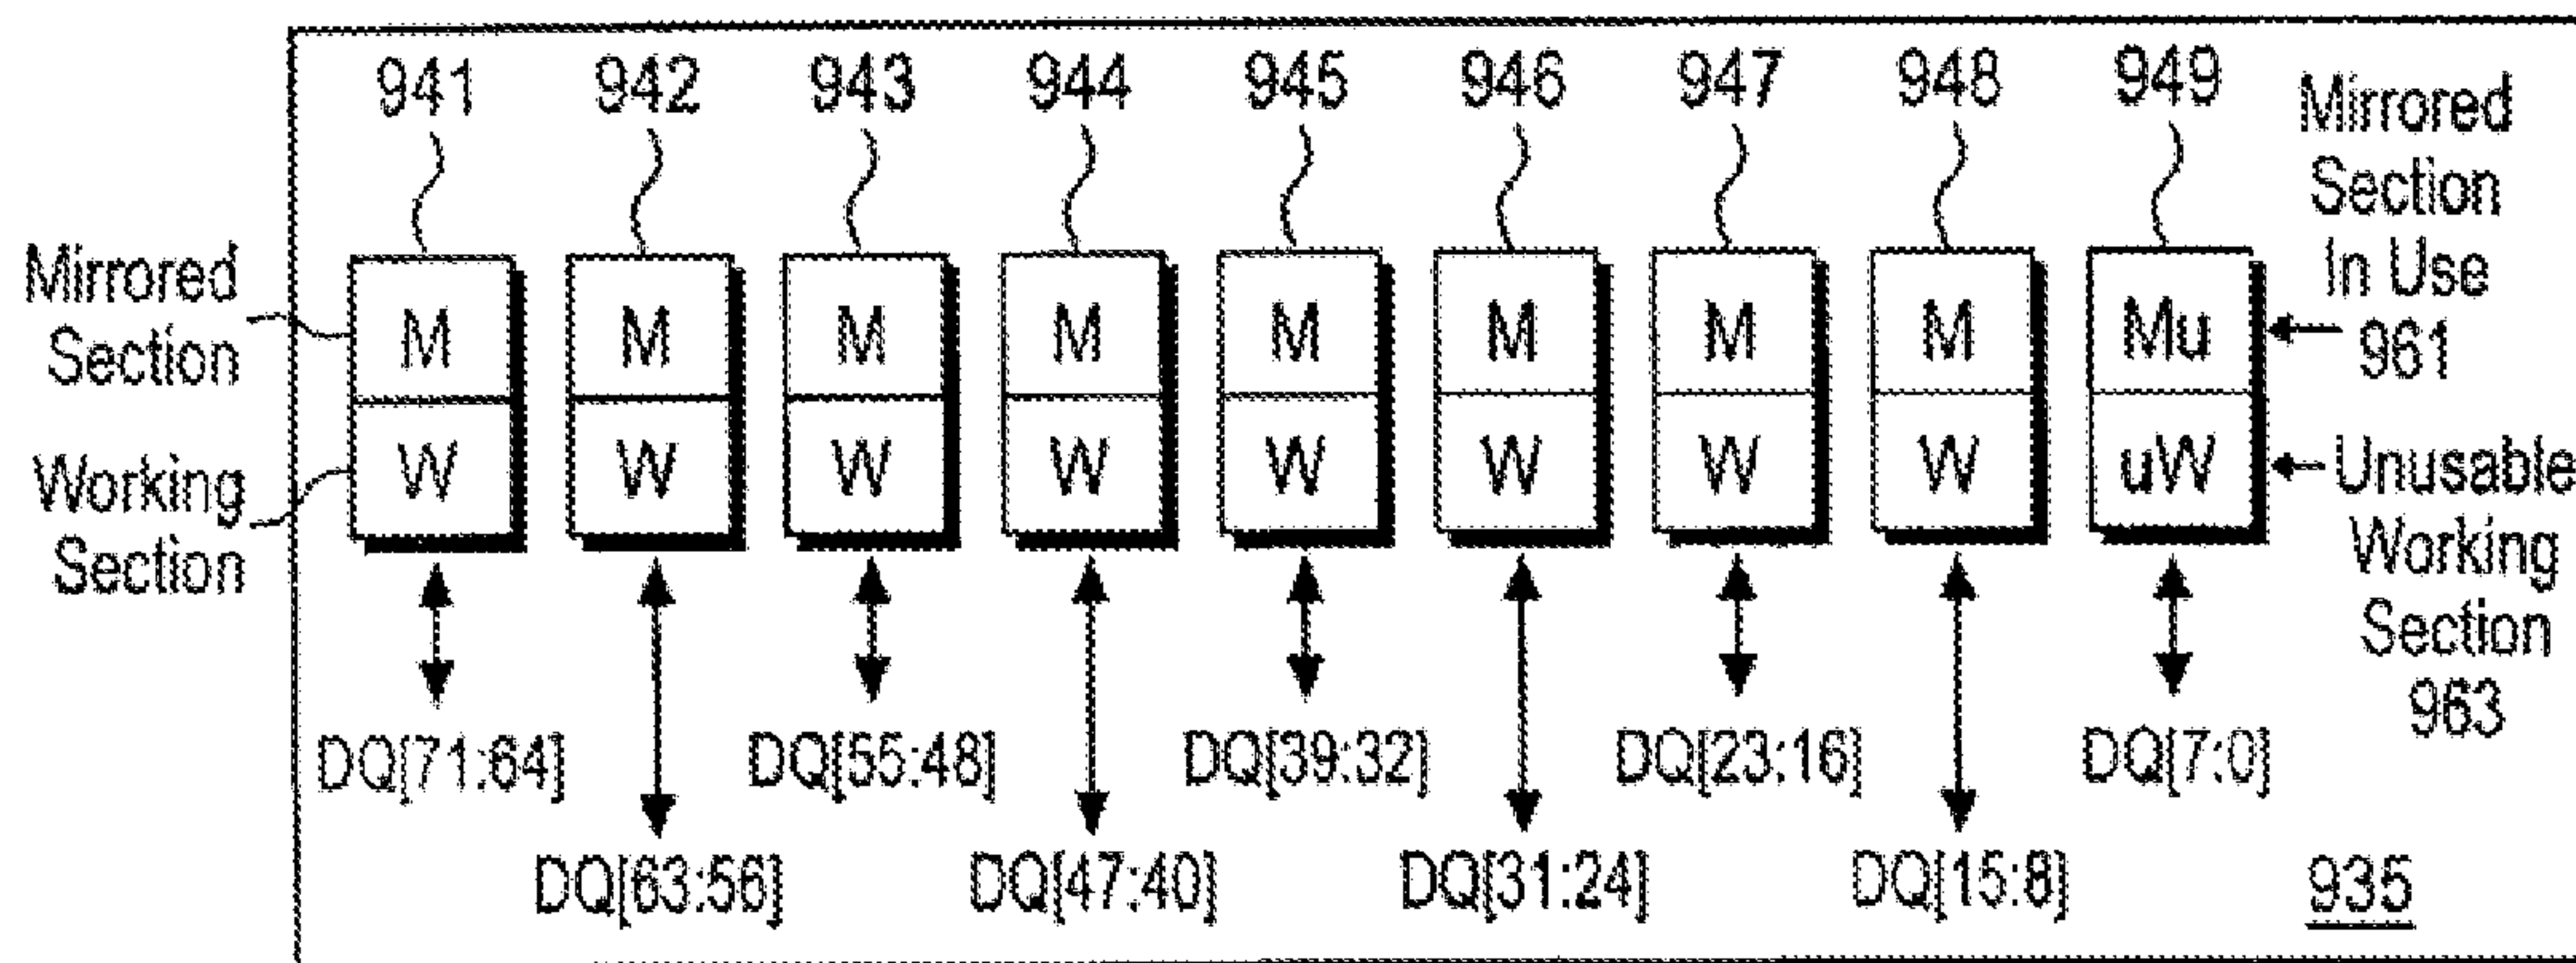 941 942 943 944 945 946 947 948 949
Mirrored
Section
In Use
961
Mirrored
Section
M M M M M M M M Mu
Working
Section
W W W W W W W W uW
Unusable
Working
Section
963
DQ[71:64] DQ[55:48] DQ[39:32] DQ[23:16] DQ[7:0]
DQ[63:56] DQ[47:40] DQ[31:24] DQ[15:8]
935